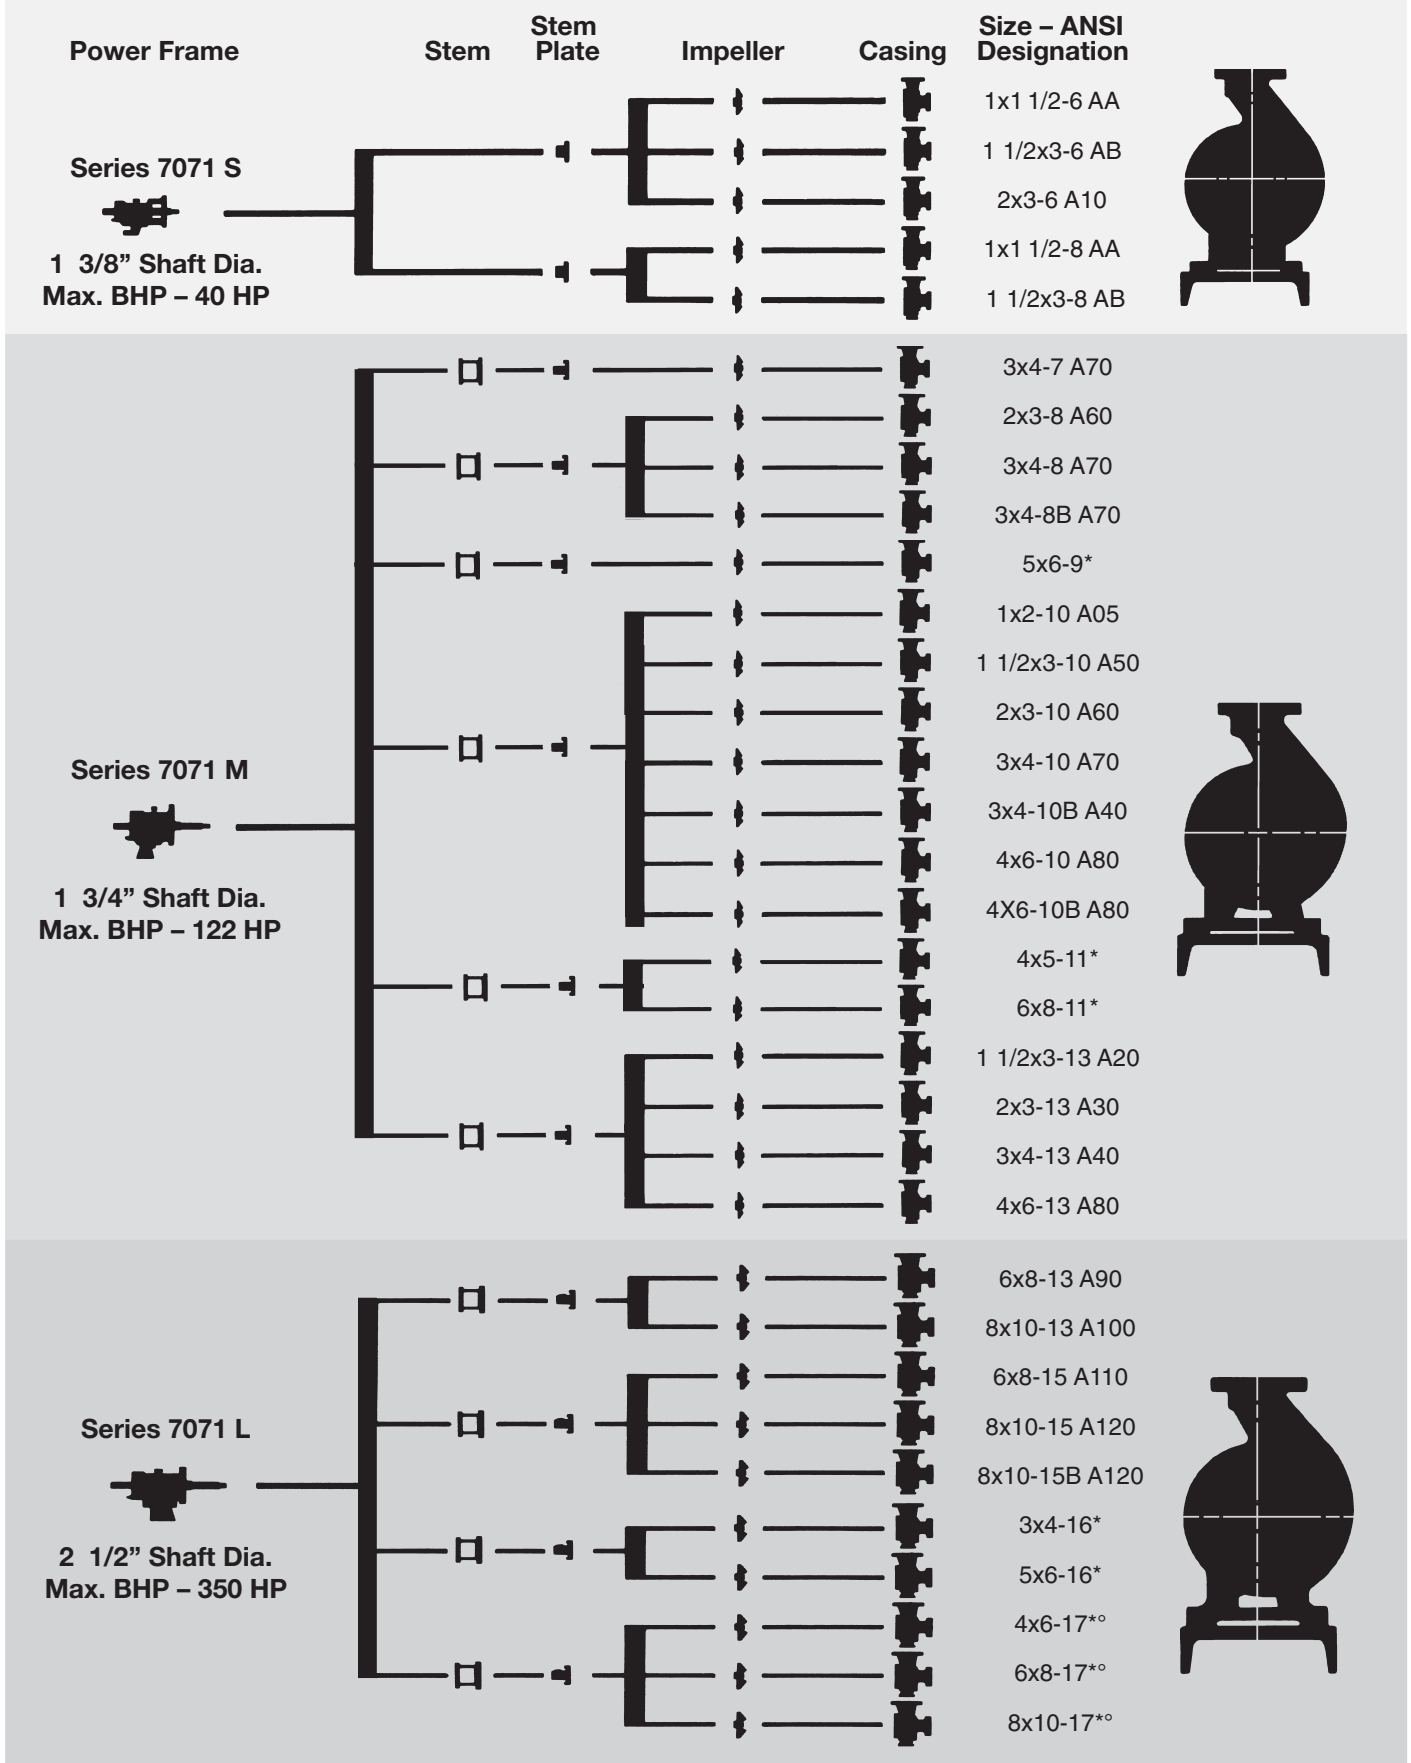 Power Frame
Stem
Stem
Plate
Impeller
Casing
Size – ANSI
Designation
Series 7071 S
1 3/8” Shaft Dia.
Max. BHP – 40 HP
1x1 1/2-6 AA
1 1/2x3-6 AB
2x3-6 A10
1x1 1/2-8 AA
1 1/2x3-8 AB
Series 7071 M
1 3/4” Shaft Dia.
Max. BHP – 122 HP
3x4-7 A70
2x3-8 A60
3x4-8 A70
3x4-8B A70
5x6-9*
1x2-10 A05
1 1/2x3-10 A50
2x3-10 A60
3x4-10 A70
3x4-10B A40
4x6-10 A80
4X6-10B A80
4x5-11*
6x8-11*
1 1/2x3-13 A20
2x3-13 A30
3x4-13 A40
4x6-13 A80
Series 7071 L
2 1/2” Shaft Dia.
Max. BHP – 350 HP
6x8-13 A90
8x10-13 A100
6x8-15 A110
8x10-15 A120
8x10-15B A120
3x4-16*
5x6-16*
4x6-17*°
6x8-17*°
8x10-17*°